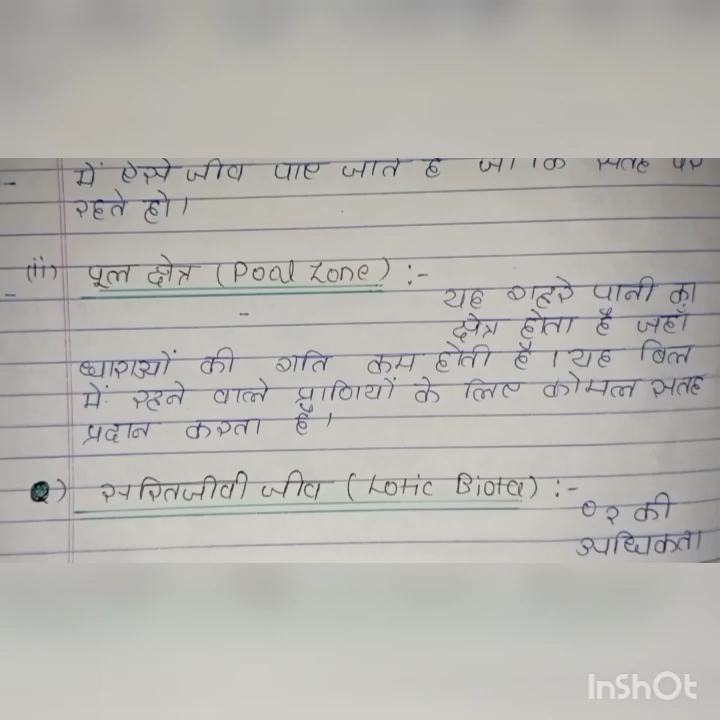 में ऐसे जीव पाए जाते है जो कि सतह पर
रहते हो।
(ii) पूल क्षेत्र (Pool Zone) :-
यह गहरे पानी का
क्षेत्र होता है जहाँ
धाराओं की गति कम होती है। यह बिल
में रहने वाले प्राणियों के लिए कोमल सतह
प्रदान करता है।
2) सरितजीवी जीव (Lotic Biota) :-
O2 की
अधिकता
InShOt